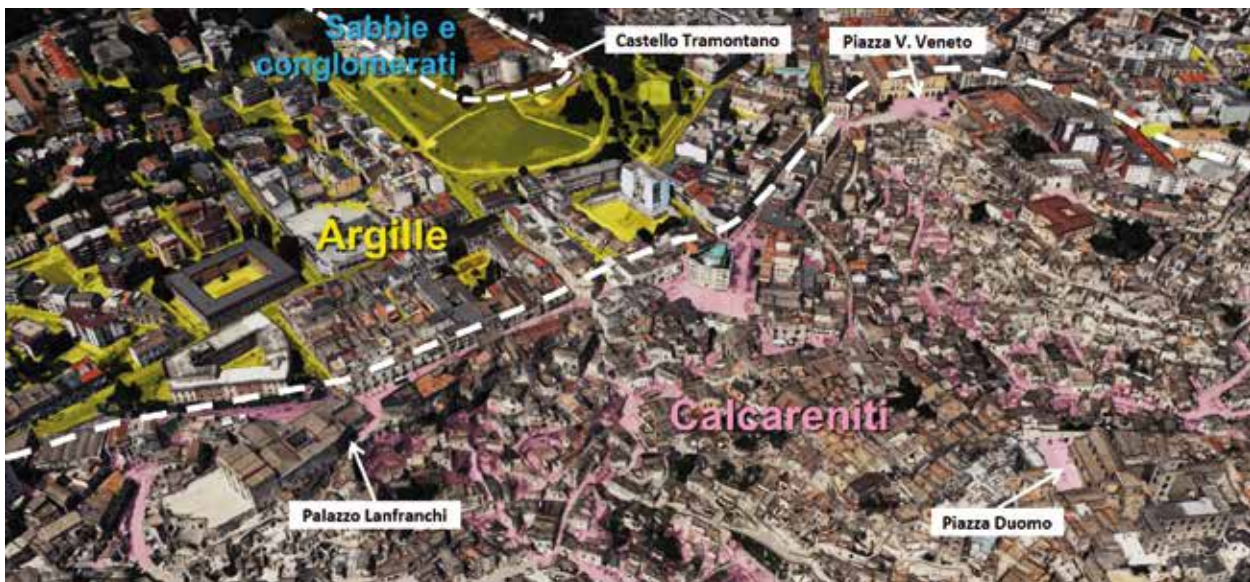 Sabbie e
conglomerati
Castello Tramontano
Piazza V. Veneto
Argille
Calcareniti
Palazzo Lanfranchi
Piazza Duomo